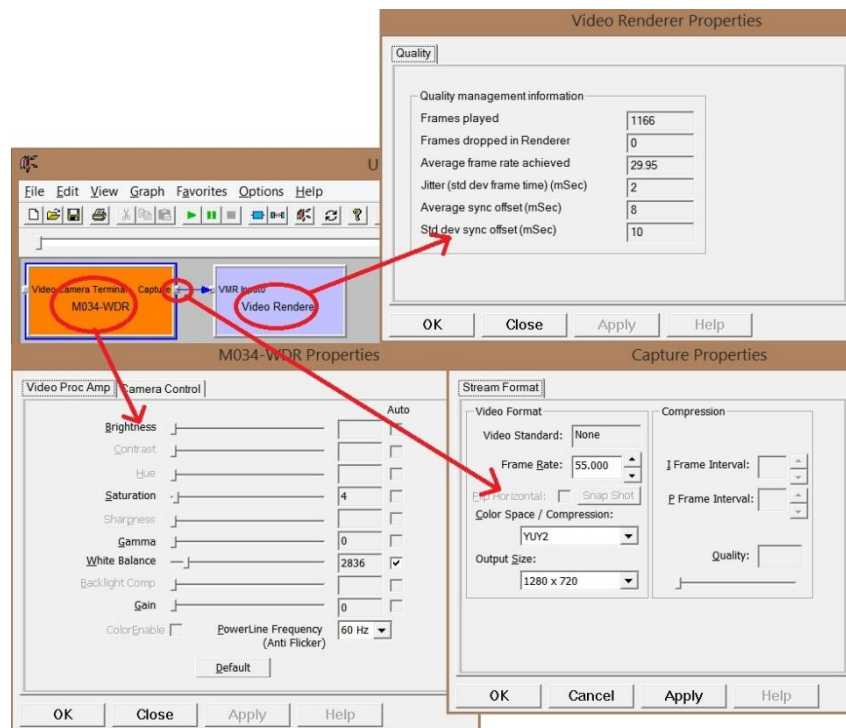 Video Renderer Properties
Quality
Quality management information
Frames played 1166
Frames dropped in Renderer 0
Average frame rate achieved 29.95
Jitter (std dev frame time) (mSec) 2
Average sync offset (mSec) 8
Std dev sync offset (mSec) 10
OK Close Apply Help
U
File Edit View Graph Favorites Options Help
Video Camera Terminal Capture VMR Input0
M034-WDR Video Renderer
M034-WDR Properties
Video Proc Amp Camera Control
Auto
Brightness
Contrast
Hue
Saturation 4
Sharpness
Gamma 0
White Balance 2836
Backlight Comp
Gain 0
ColorEnable PowerLine Frequency 60 Hz
(Anti Flicker)
Default
OK Close Apply Help
Capture Properties
Stream Format
Video Format Compression
Video Standard: None
Frame Rate: 55.000 I Frame Interval:
Flip Horizontal: Snap Shot P Frame Interval:
Color Space / Compression:
YUY2
Output Size: Quality:
1280 x 720
OK Cancel Apply Help